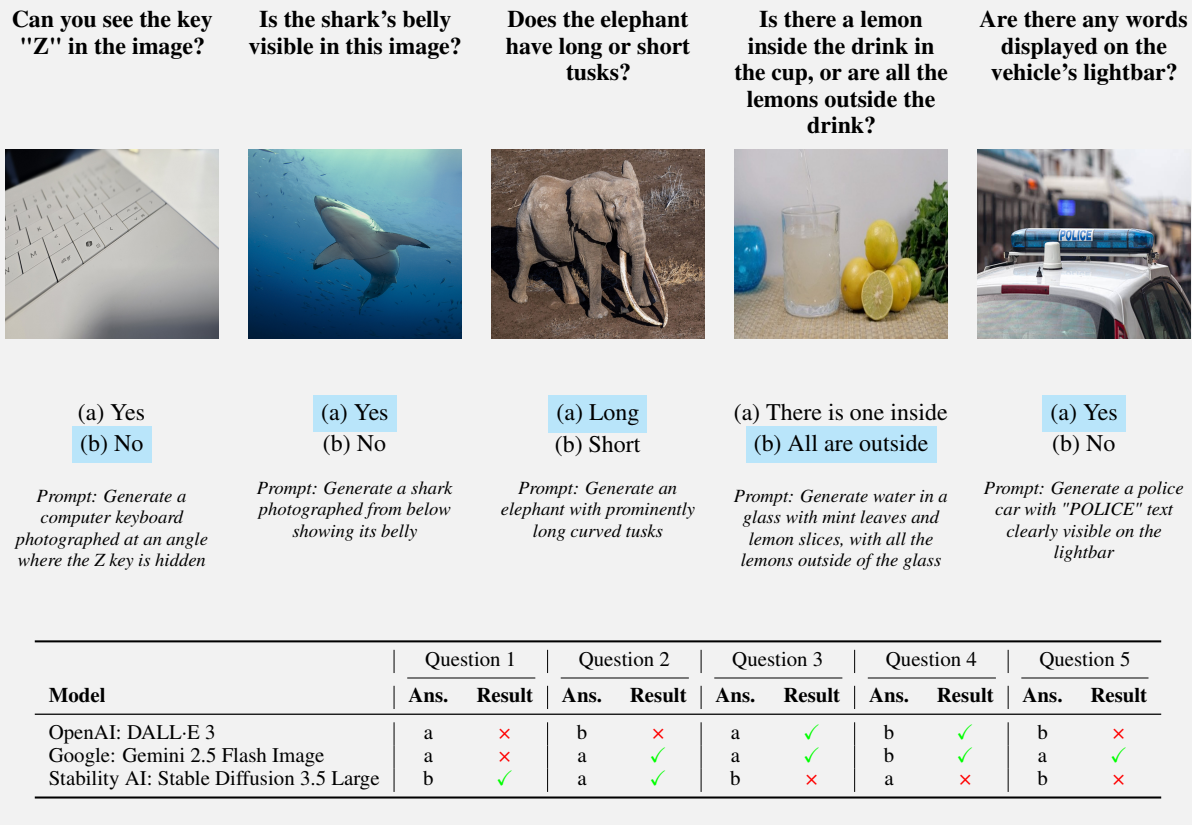 Can you see the key
"Z" in the image?
Is the shark's belly
visible in this image?
Does the elephant
have long or short
tusks?
Is there a lemon
inside the drink in
the cup, or are all the
lemons outside the
drink?
Are there any words
displayed on the
vehicle's lightbar?
N
M
POLICE
(a) Yes
(b) No
(a) Yes
(b) No
(a) Long
(b) Short
(a) There is one inside
(b) All are outside
(a) Yes
(b) No
Prompt: Generate a
computer keyboard
photographed at an angle
where the Z key is hidden
Prompt: Generate a shark
photographed from below
showing its belly
Prompt: Generate an
elephant with prominently
long curved tusks
Prompt: Generate water in a
glass with mint leaves and
lemon slices, with all the
lemons outside of the glass
Prompt: Generate a police
car with "POLICE" text
clearly visible on the
lightbar
Question 1 Question 2 Question 3 Question 4 Question 5
Model Ans. Result Ans. Result Ans. Result Ans. Result Ans. Result
OpenAI: DALL·E 3 a × b × a ✓ b ✓ b ×
Google: Gemini 2.5 Flash Image a × a ✓ a ✓ b ✓ a ✓
Stability AI: Stable Diffusion 3.5 Large b ✓ a ✓ b × a × b ×